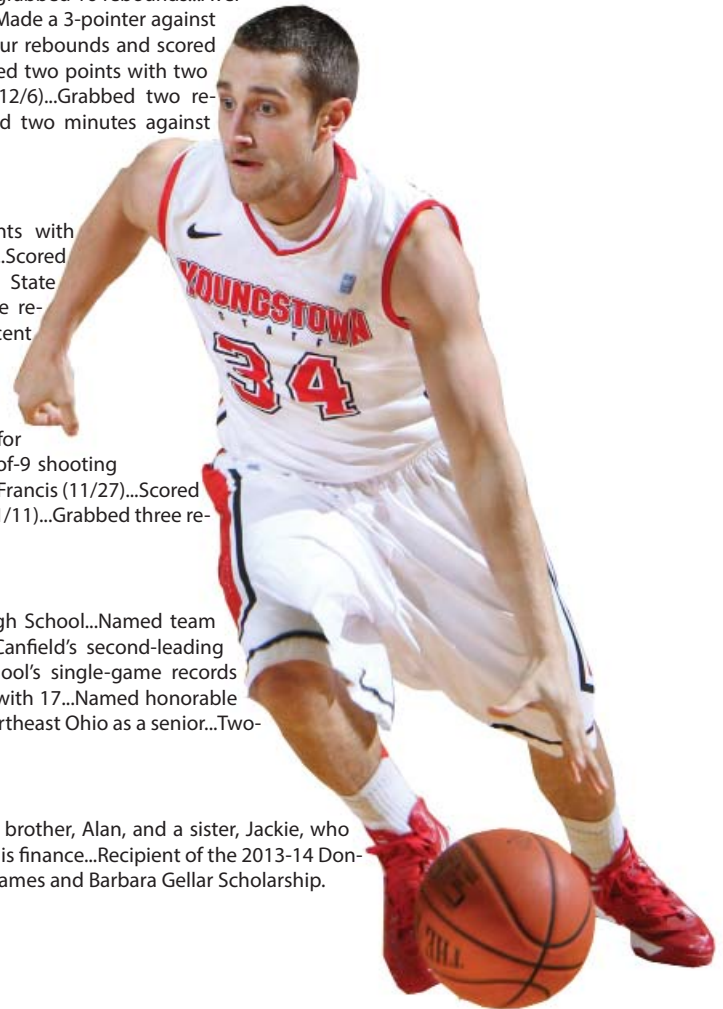 Made a 3-pointer against
ur rebounds and scored
ed two points with two
12/6)...Grabbed two re-
d two minutes against
nts with
..Scored
State
e re-
cent
for
of-9 shooting
Francis (11/27)...Scored
1/11)...Grabbed three re-
gh School...Named team
Canfield's second-leading
ool's single-game records
with 17...Named honorable
rtheast Ohio as a senior...Two-
brother, Alan, and a sister, Jackie, who
is finance...Recipient of the 2013-14 Don-
ames and Barbara Gellar Scholarship.
YOUNGSTOWN
STATE
34
THE